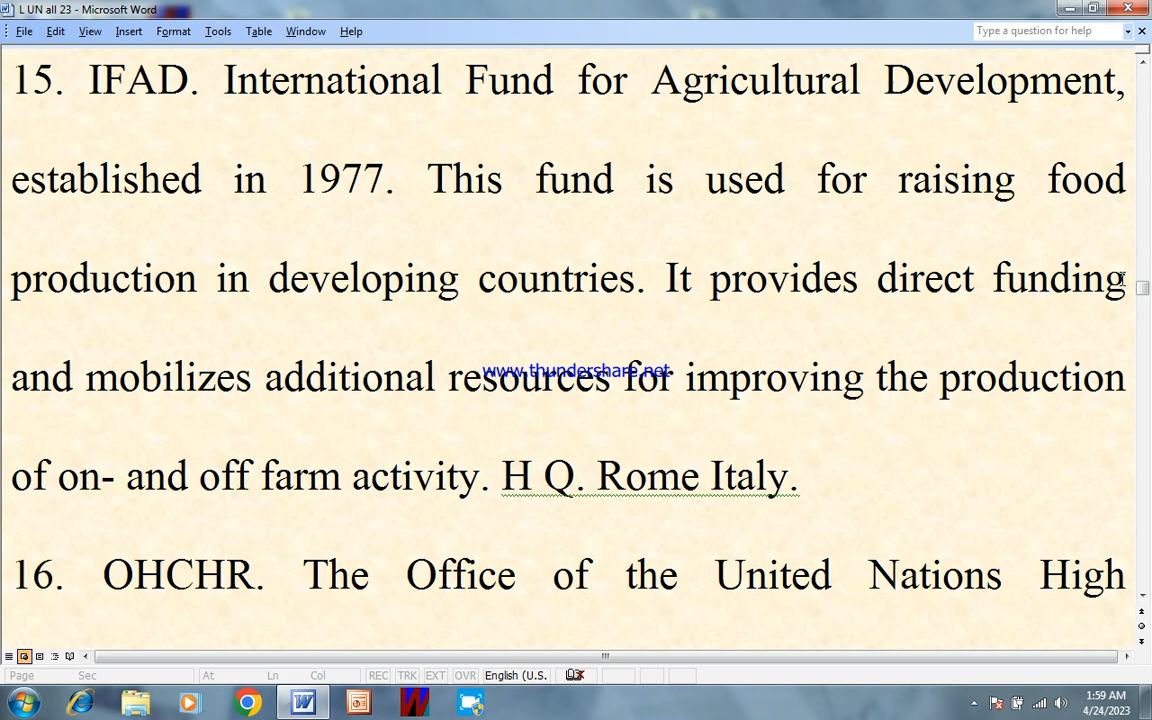 L UN all 23 - Microsoft Word
File Edit View Insert Format Tools Table Window Help
Type a question for help
15. IFAD. International Fund for Agricultural Development,
established in 1977. This fund is used for raising food
production in developing countries. It provides direct funding
www.thundershare.net
and mobilizes additional resources for improving the production
of on- and off farm activity. H Q. Rome Italy.
16. OHCHR. The Office of the United Nations High
Page Sec At Ln Col REC TRK EXT OVR English (U.S.
1:59 AM
4/24/2023